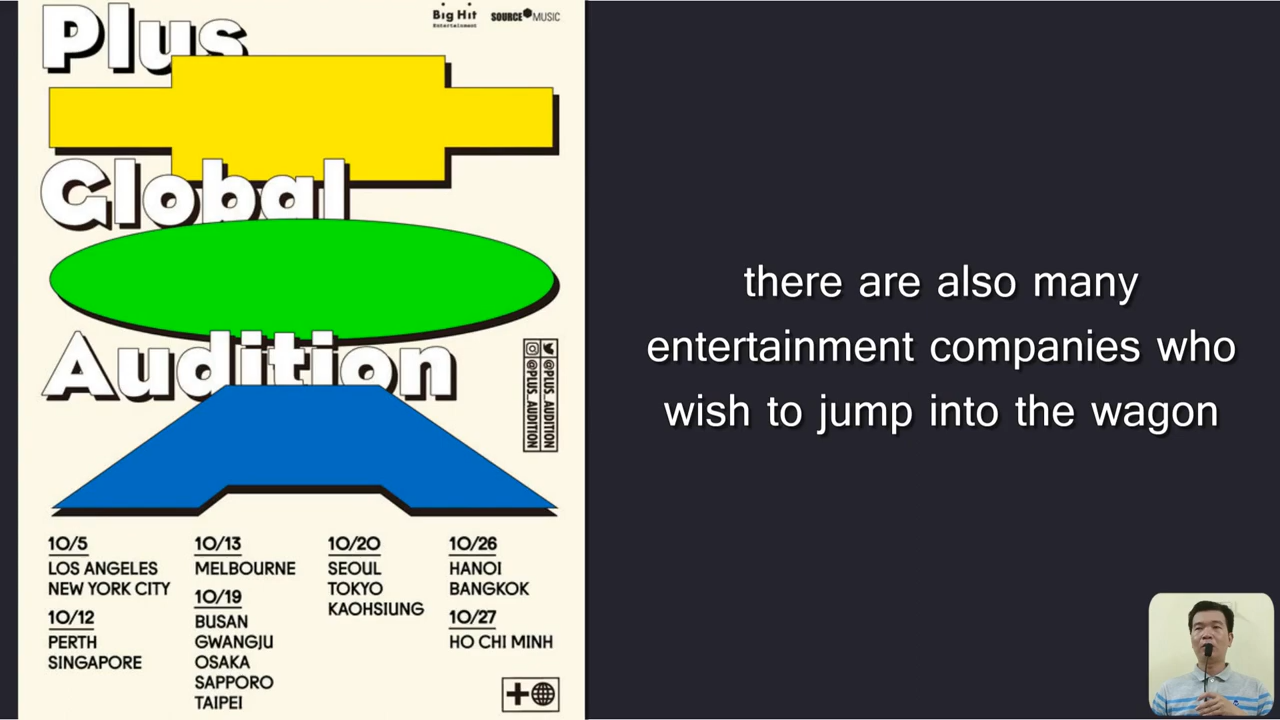 Plus
Big Hit
Entertainment
SOURCE MUSIC
Global
Audition
@PLUS_AUDITION
@PLUS_AUDITION
10/5
LOS ANGELES
NEW YORK CITY
10/12
PERTH
SINGAPORE
10/13
MELBOURNE
10/19
BUSAN
GWANGJU
OSAKA
SAPPORO
TAIPEI
10/20
SEOUL
TOKYO
KAOHSIUNG
10/26
HANOI
BANGKOK
10/27
HO CHI MINH
there are also many
entertainment companies who
wish to jump into the wagon